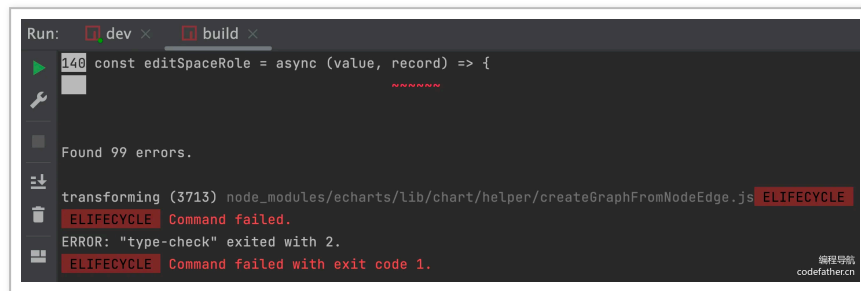 Run: dev × build ×
140 const editSpaceRole = async (value, record) => {
~~~~~~
Found 99 errors.
transforming (3713) node_modules/echarts/lib/chart/helper/createGraphFromNodeEdge.js ELIFECYCLE
ELIFECYCLE Command failed.
ERROR: "type-check" exited with 2.
ELIFECYCLE Command failed with exit code 1.
编程导航
codefather.cn